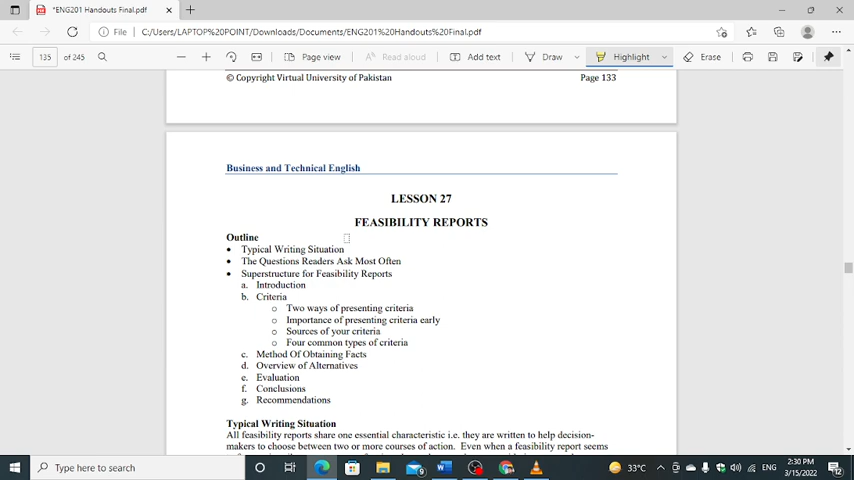 *ENG201 Handouts Final.pdf
File
C:/Users/LAPTOP%20POINT/Downloads/Documents/ENG201%20Handouts%20Final.pdf
135 of 245
Page view
Read aloud
Add text
Draw
Highlight
Erase
© Copyright Virtual University of Pakistan Page 133
Business and Technical English
LESSON 27
FEASIBILITY REPORTS
Outline
• Typical Writing Situation
• The Questions Readers Ask Most Often
• Superstructure for Feasibility Reports
a. Introduction
b. Criteria
o Two ways of presenting criteria
o Importance of presenting criteria early
o Sources of your criteria
o Four common types of criteria
c. Method Of Obtaining Facts
d. Overview of Alternatives
e. Evaluation
f. Conclusions
g. Recommendations
Typical Writing Situation
All feasibility reports share one essential characteristic i.e. they are written to help decision-
makers to choose between two or more courses of action. Even when a feasibility report seems
Type here to search
33°C
ENG
2:30 PM
3/15/2022